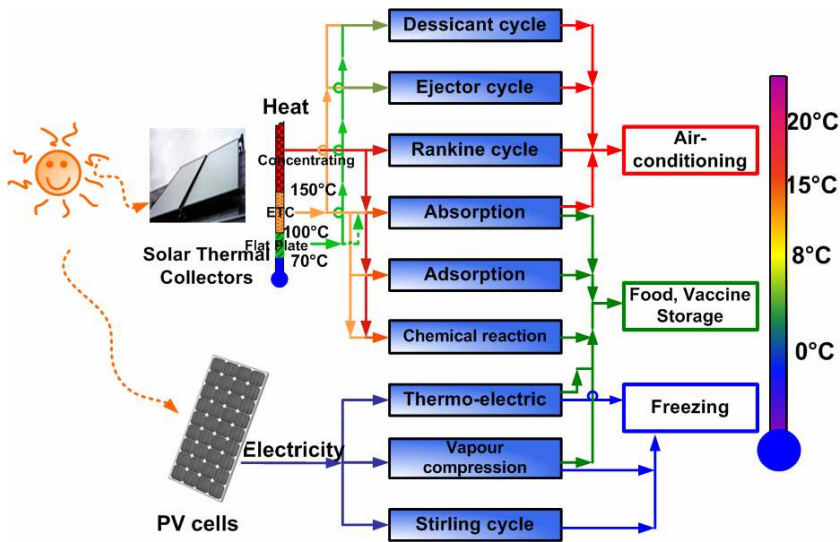 Dessicant cycle
Ejector cycle
Heat
Rankine cycle
Concentrating
150°C
ETC
Absorption
100°C
Flat Plate
70°C
Solar Thermal
Collectors
Adsorption
Chemical reaction
Thermo-electric
Electricity
Vapour
compression
PV cells
Stirling cycle
Air-
conditioning
Food, Vaccine
Storage
Freezing
20°C
15°C
8°C
0°C